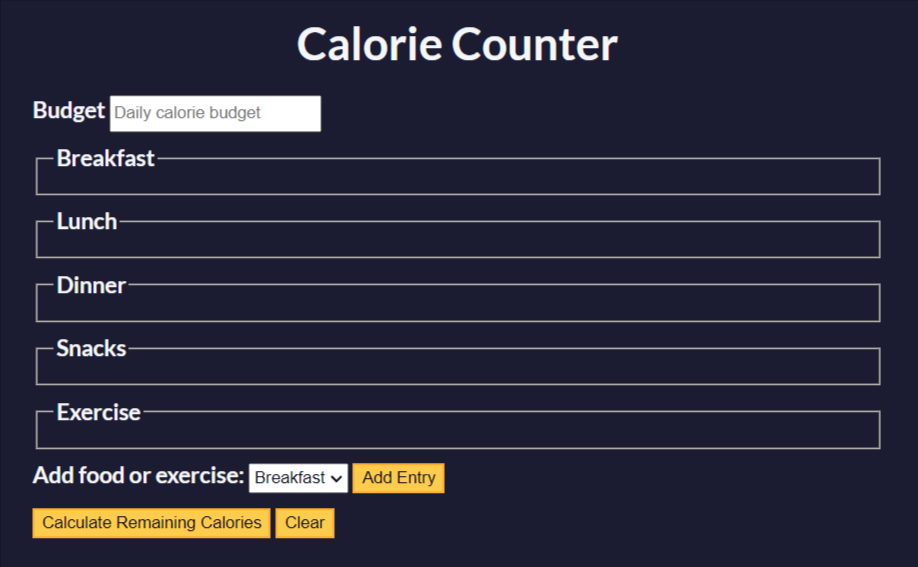 Calorie Counter
Budget Daily calorie budget
Breakfast
Lunch
Dinner
Snacks
Exercise
Add food or exercise: Breakfast Add Entry
Calculate Remaining Calories Clear